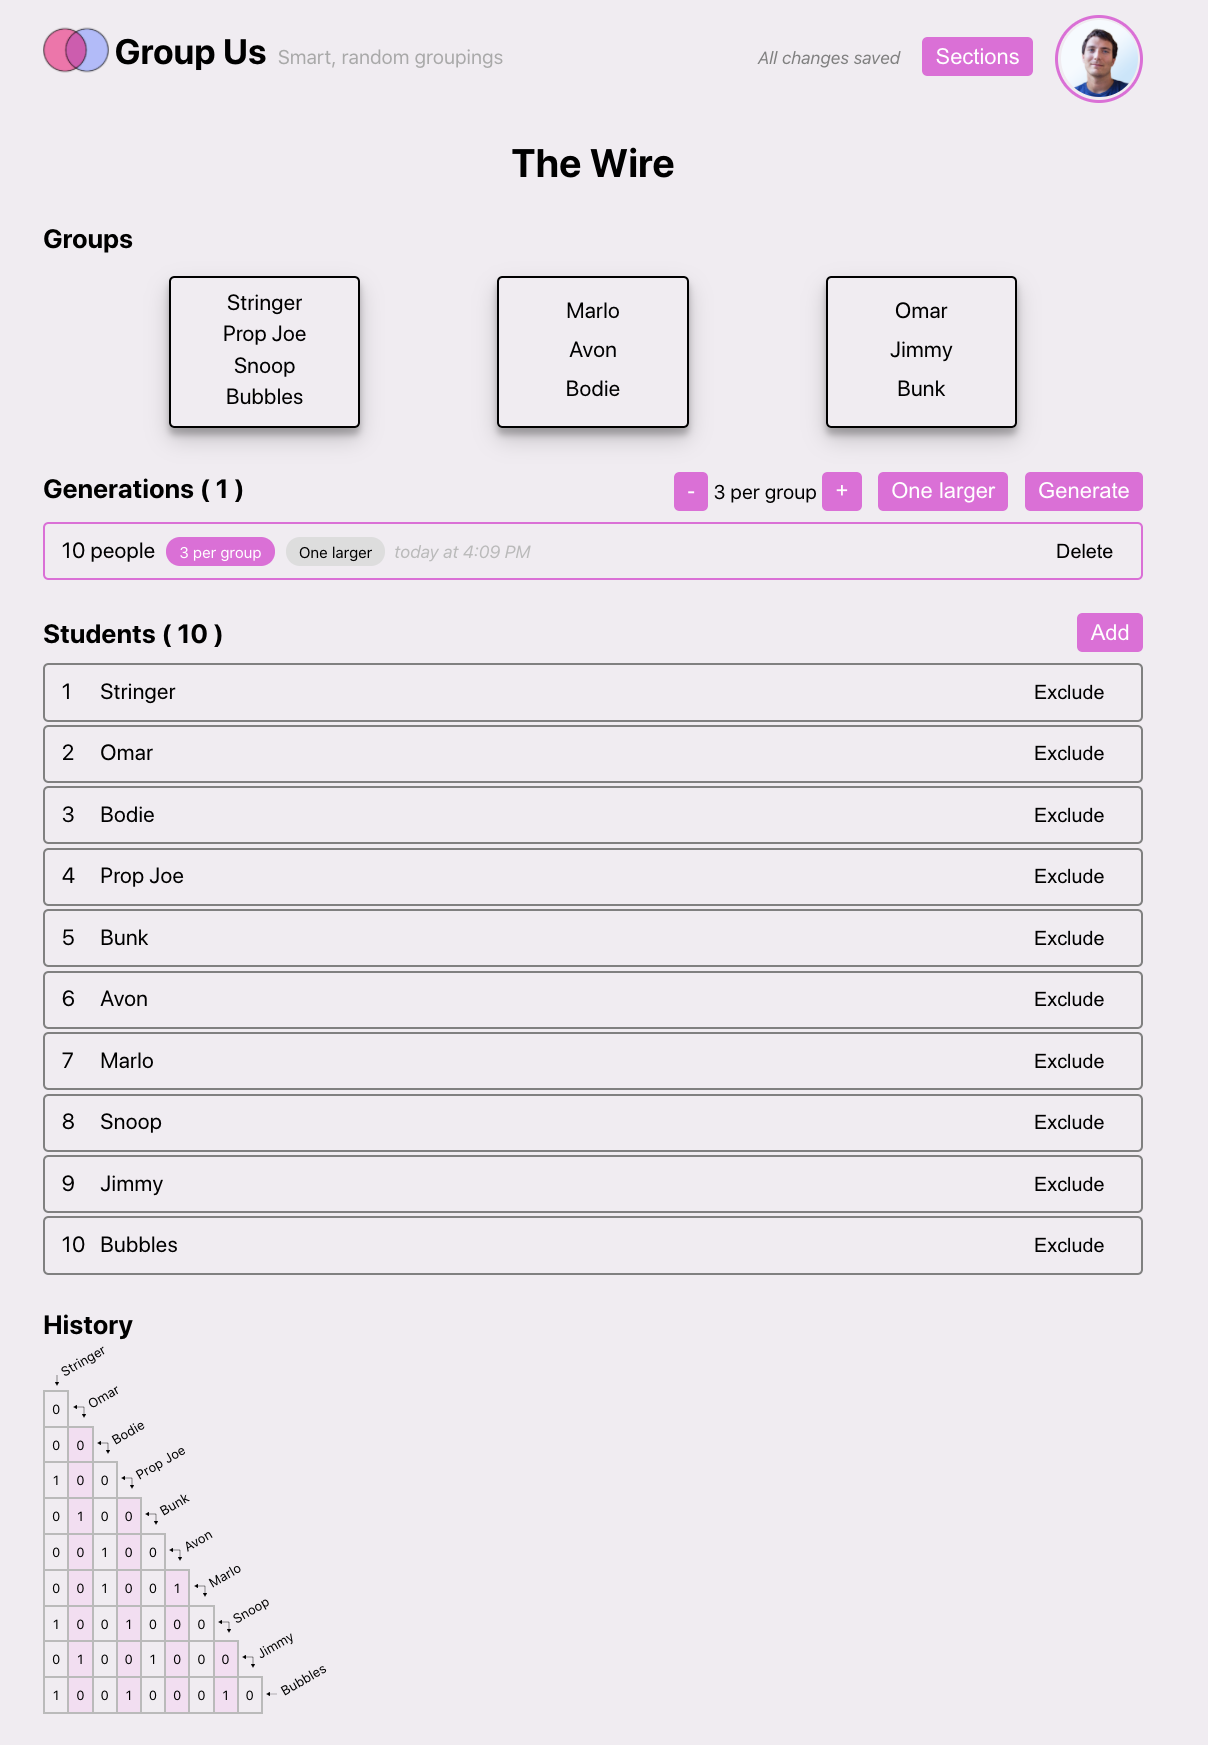 Group Us Smart, random groupings All changes saved Sections
The Wire
Groups
Stringer
Prop Joe
Snoop
Bubbles
Marlo
Avon
Bodie
Omar
Jimmy
Bunk
Generations ( 1 ) - 3 per group + One larger Generate
10 people 3 per group One larger today at 4:09 PM Delete
Students ( 10 ) Add
1 Stringer Exclude
2 Omar Exclude
3 Bodie Exclude
4 Prop Joe Exclude
5 Bunk Exclude
6 Avon Exclude
7 Marlo Exclude
8 Snoop Exclude
9 Jimmy Exclude
10 Bubbles Exclude
History
Stringer
0 Omar
0 0 Bodie
1 0 0 Prop Joe
0 1 0 0 Bunk
0 0 1 0 0 Avon
0 0 1 0 0 1 Marlo
1 0 0 1 0 0 0 Snoop
0 1 0 0 1 0 0 0 Jimmy
1 0 0 1 0 0 0 1 0 Bubbles